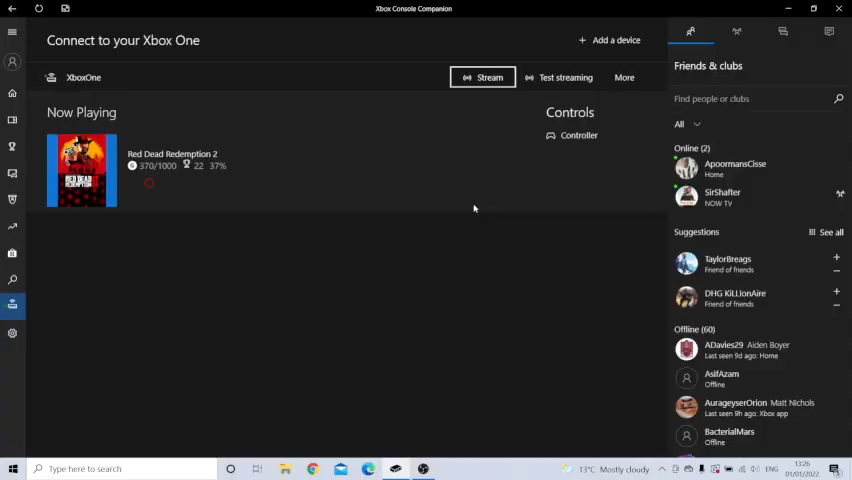 Xbox Console Companion
Connect to your Xbox One
Add a device
XboxOne
Stream
Test streaming
More
Now Playing
Controls
Red Dead Redemption 2
370/1000 22 37%
Controller
RED DEAD
REDEMPTION
Friends & clubs
Find people or clubs
All
Online (2)
ApoormansCisse
Home
SirShafter
NOW TV
Suggestions
See all
TaylorBreags
Friend of friends
DHG KiLLIonAire
Friend of friends
Offline (60)
ADavies29 Aiden Boyer
Last seen 9d ago: Home
AsifAzam
Offline
AurageyserOrion Matt Nichols
Last seen 9h ago: Xbox app
BacterialMars
Offline
Type here to search
13°C Mostly cloudy
ENG
13:26
01/01/2022